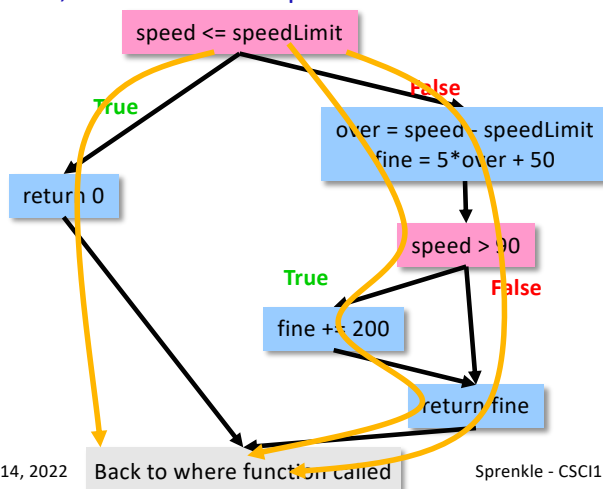 speed <= speedLimit
True
False
over = speed - speedLimit
fine = 5*over + 50
return 0
speed > 90
True
False
fine += 200
return fine
14, 2022
Back to where function called
Sprenkle - CSCI1